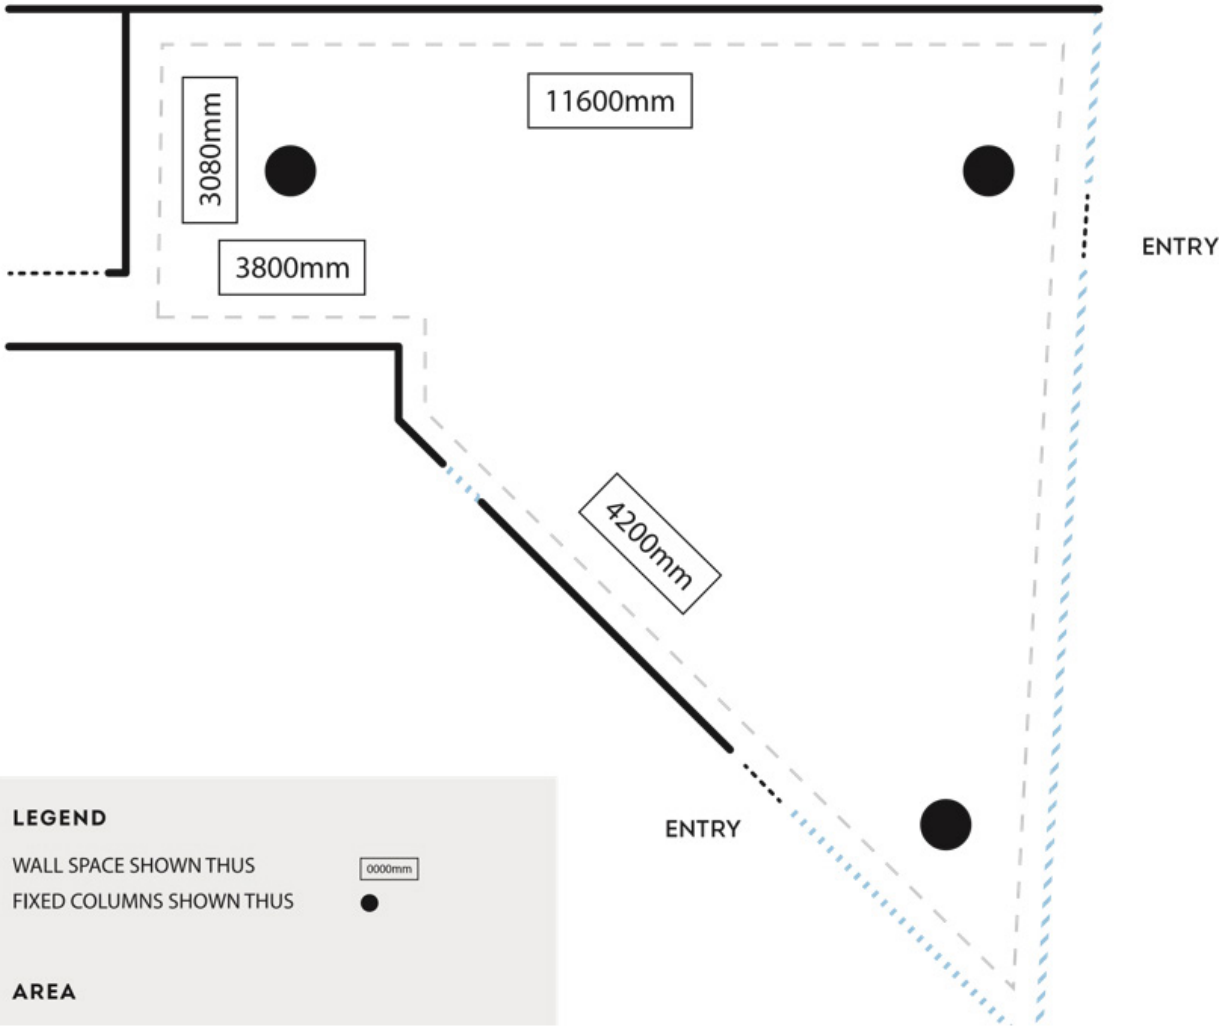 11600mm
3080mm
3800mm
ENTRY
4200mm
ENTRY
LEGEND
WALL SPACE SHOWN THUS 0000mm
FIXED COLUMNS SHOWN THUS
AREA